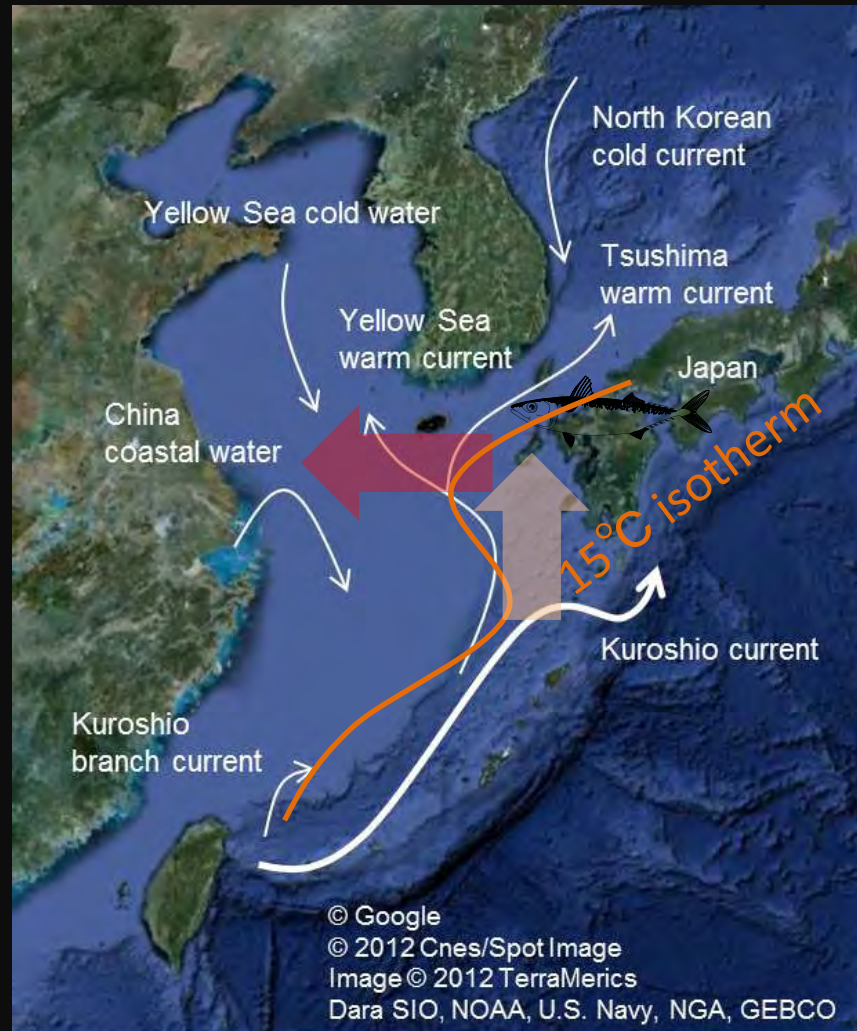 North Korean
cold current
Yellow Sea cold water
Tsushima
warm current
Yellow Sea
warm current
Japan
China
coastal water
15°C isotherm
Kuroshio current
Kuroshio
branch current
© Google
© 2012 Cnes/Spot Image
Image © 2012 TerraMerics
Dara SIO, NOAA, U.S. Navy, NGA, GEBCO